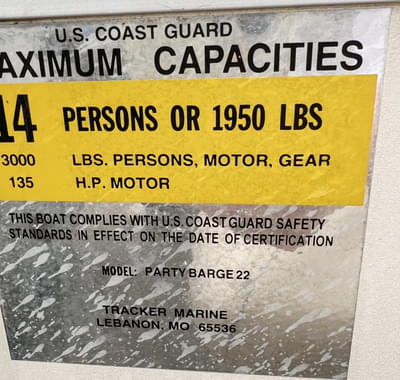 U.S. COAST GUARD
AXIMUM CAPACITIES
14 PERSONS OR 1950 LBS
3000 LBS. PERSONS, MOTOR, GEAR
135 H.P. MOTOR
THIS BOAT COMPLIES WITH U.S. COAST GUARD SAFETY
STANDARDS IN EFFECT ON THE DATE OF CERTIFICATION
MODEL: PARTY BARGE 22
TRACKER MARINE
LEBANON, MO 65536